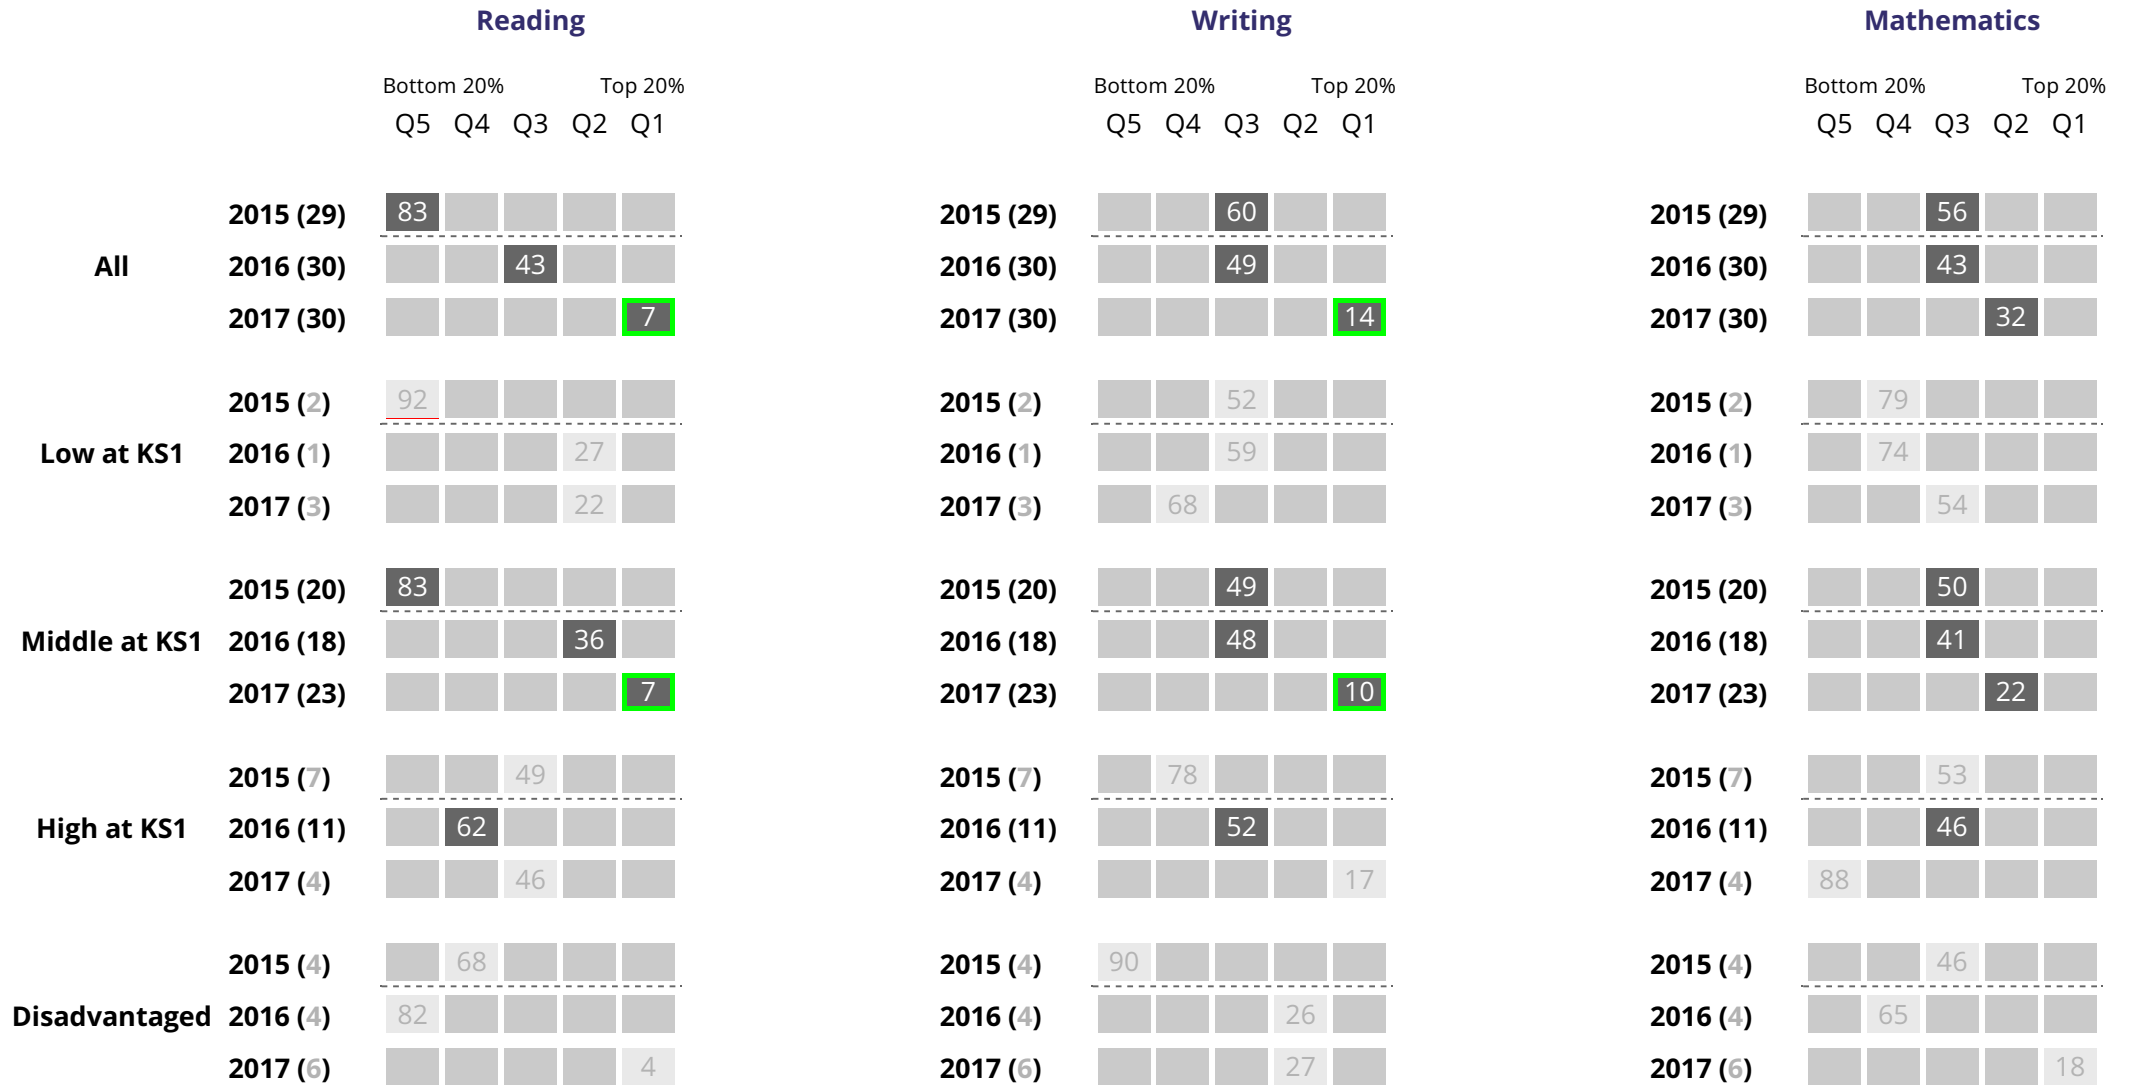 Reading Writing Mathematics
Bottom 20% Top 20% Bottom 20% Top 20% Bottom 20% Top 20%
Q5 Q4 Q3 Q2 Q1 Q5 Q4 Q3 Q2 Q1 Q5 Q4 Q3 Q2 Q1
2015 (29) 83 2015 (29) 60 2015 (29) 56
All 2016 (30) 43 2016 (30) 49 2016 (30) 43
2017 (30) 7 2017 (30) 14 2017 (30) 32
2015 (2) 92 2015 (2) 52 2015 (2) 79
Low at KS1 2016 (1) 27 2016 (1) 59 2016 (1) 74
2017 (3) 22 2017 (3) 68 2017 (3) 54
2015 (20) 83 2015 (20) 49 2015 (20) 50
Middle at KS1 2016 (18) 36 2016 (18) 48 2016 (18) 41
2017 (23) 7 2017 (23) 10 2017 (23) 22
2015 (7) 49 2015 (7) 78 2015 (7) 53
High at KS1 2016 (11) 62 2016 (11) 52 2016 (11) 46
2017 (4) 46 2017 (4) 17 2017 (4) 88
2015 (4) 68 2015 (4) 90 2015 (4) 46
Disadvantaged 2016 (4) 82 2016 (4) 26 2016 (4) 65
2017 (6) 4 2017 (6) 27 2017 (6) 18